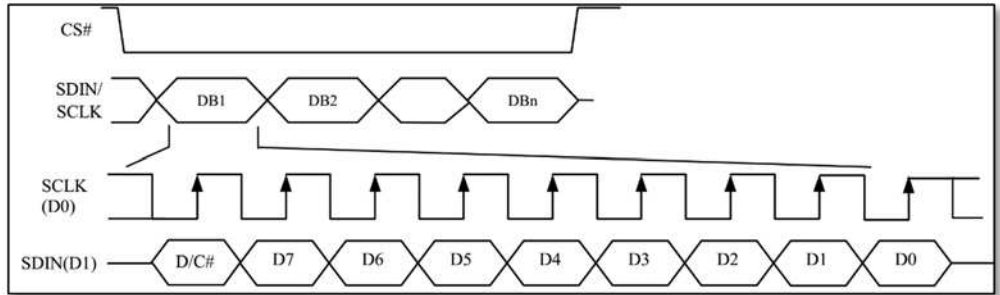 CS#
SDIN/
SCLK
DB1 DB2 DBn
SCLK
(D0)
SDIN(D1) D/C# D7 D6 D5 D4 D3 D2 D1 D0